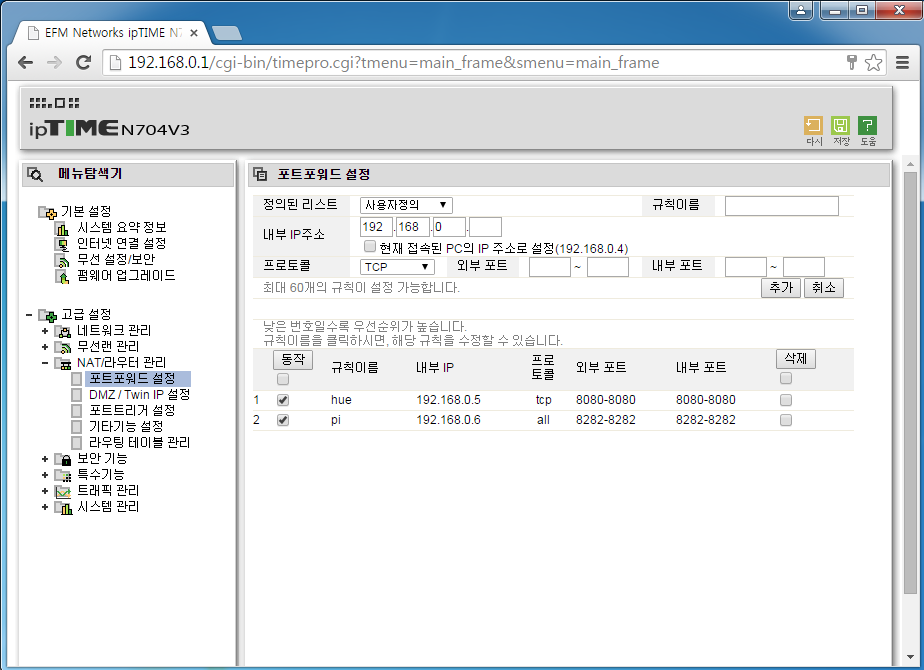 EFM Networks ipTIME N7
192.168.0.1/cgi-bin/timepro.cgi?tmenu=main_frame&smenu=main_frame
ipTIME N704V3
다시 저장 도움
메뉴탐색기
기본 설정
시스템 요약 정보
인터넷 연결 설정
무선 설정/보안
펌웨어 업그레이드
고급 설정
네트워크 관리
무선랜 관리
NAT/라우터 관리
포트포워드 설정
DMZ / Twin IP 설정
포트트리거 설정
기타기능 설정
라우팅 테이블 관리
보안 기능
특수기능
트래픽 관리
시스템 관리
포트포워드 설정
정의된 리스트 사용자정의 규칙이름
내부 IP주소 192 . 168 . 0 .
현재 접속된 PC의 IP 주소로 설정(192.168.0.4)
프로토콜 TCP 외부 포트 ~ 내부 포트 ~
최대 60개의 규칙이 설정 가능합니다. 추가 취소
낮은 번호일수록 우선순위가 높습니다.
규칙이름을 클릭하시면, 해당 규칙을 수정할 수 있습니다.
동작 규칙이름 내부 IP 프로토콜 외부 포트 내부 포트 삭제
1 hue 192.168.0.5 tcp 8080-8080 8080-8080
2 pi 192.168.0.6 all 8282-8282 8282-8282